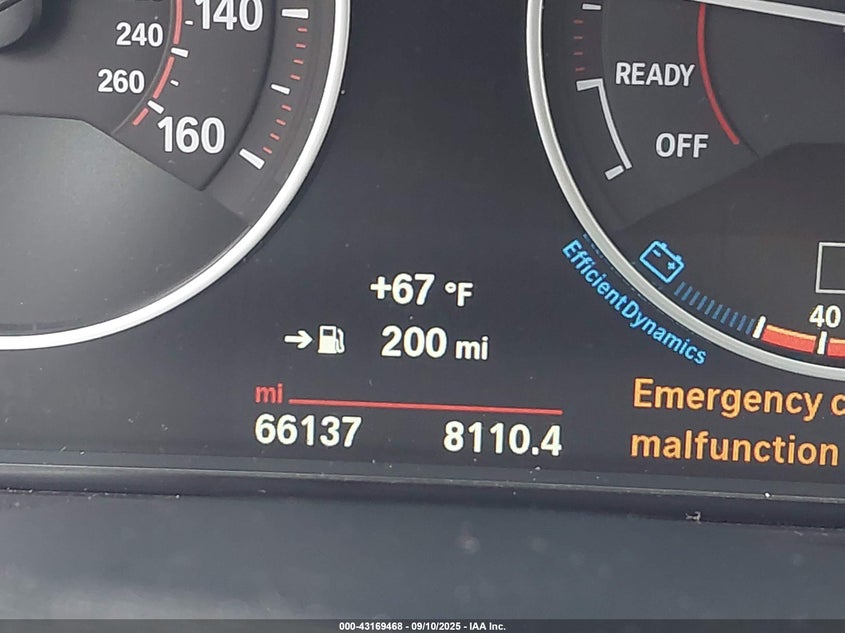 240
140
260
160
READY
OFF
EfficientDynamics
+67 °F
200 mi
40
mi
66137
8110.4
Emergency c
malfunction
000-43169468 - 09/10/2025 - IAA Inc.